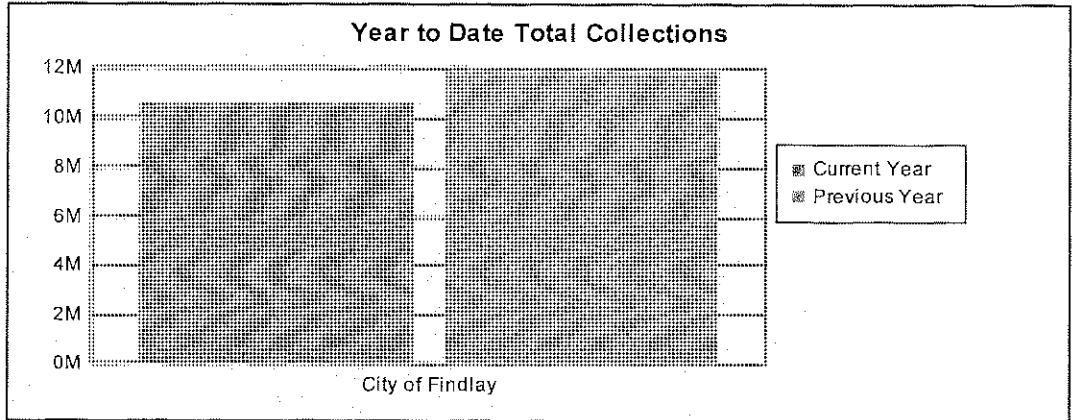 Year to Date Total Collections
12M
10M
8M
6M
4M
2M
0M
City of Findlay
Current Year
Previous Year